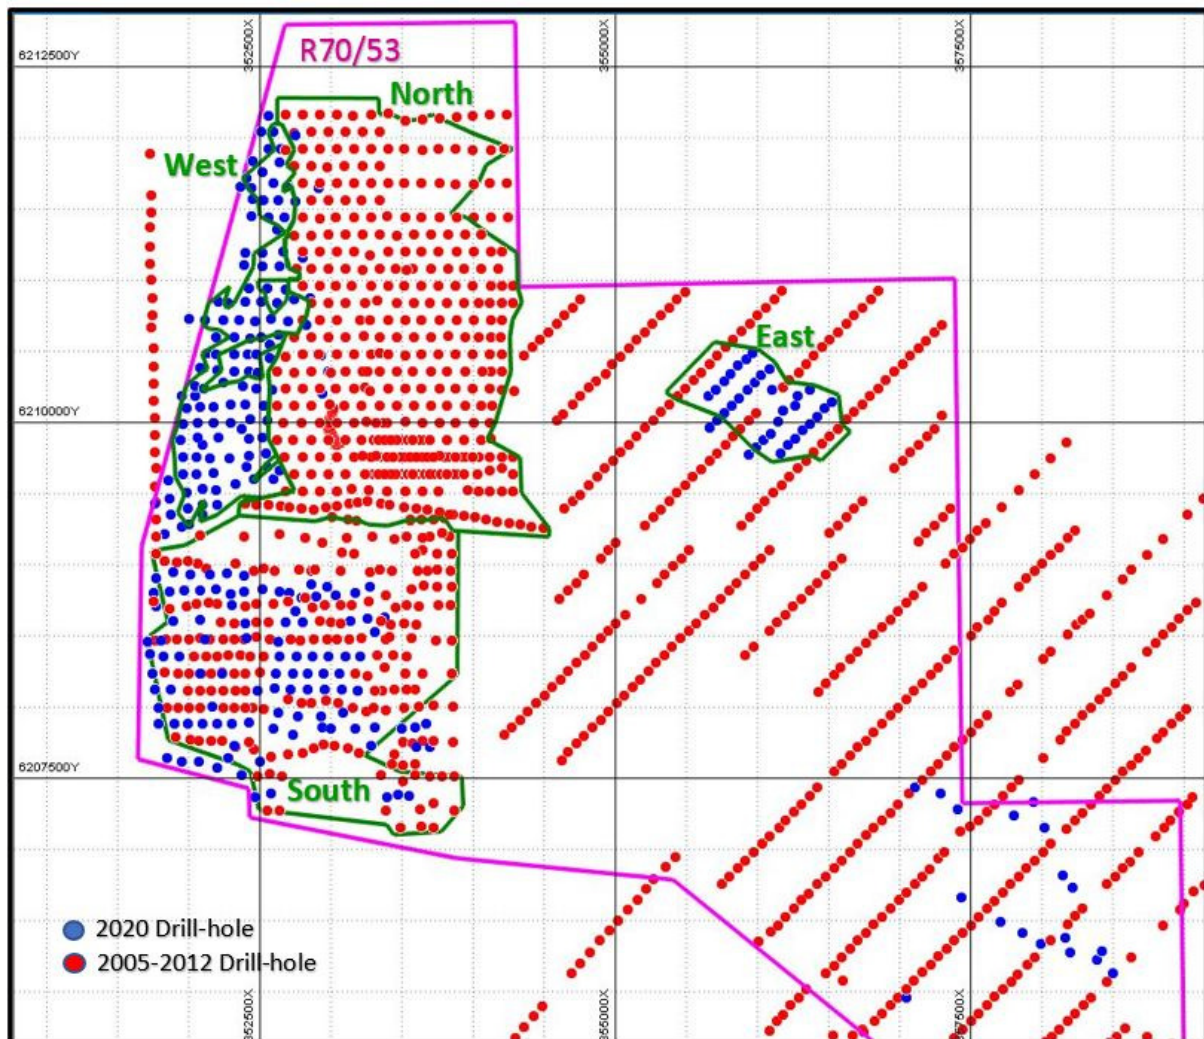 352500X
355000X
357500X
6212500Y
R70/53
North
West
East
6210000Y
6207500Y
South
2020 Drill-hole
2005-2012 Drill-hole
352500X
355000X
357500X